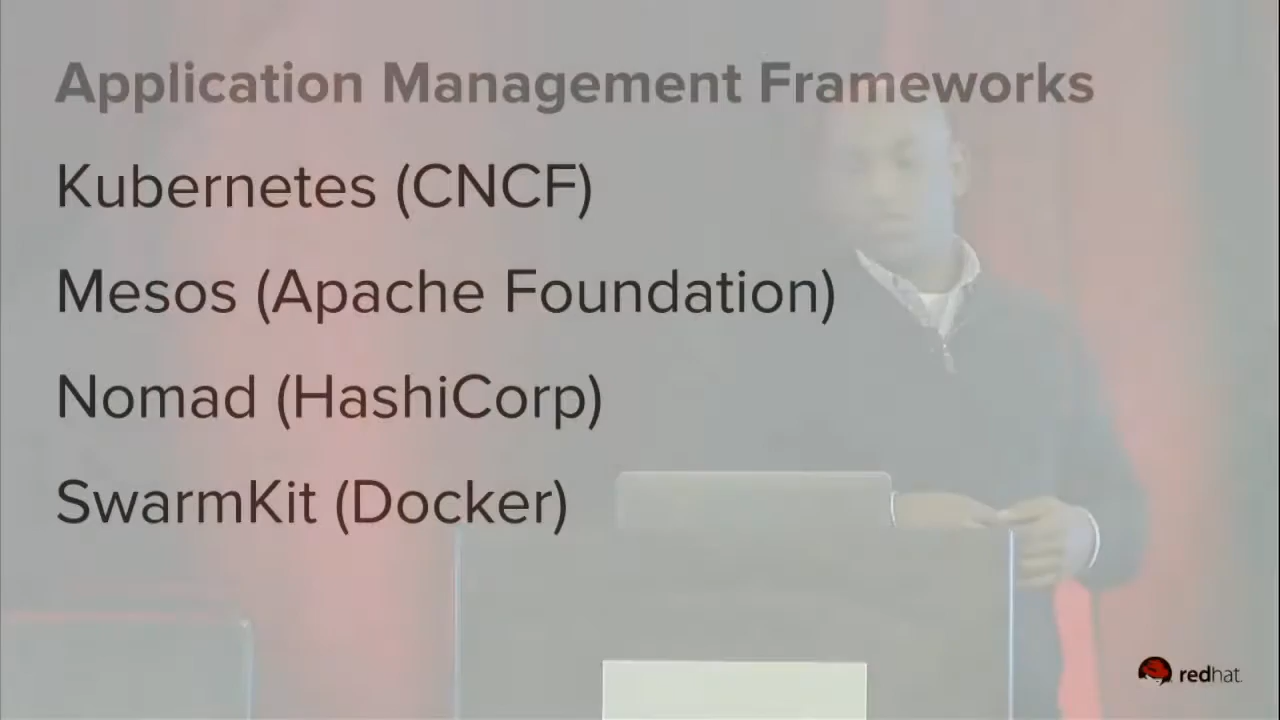 Application Management Frameworks
Kubernetes (CNCF)
Mesos (Apache Foundation)
Nomad (HashiCorp)
SwarmKit (Docker)
redhat.